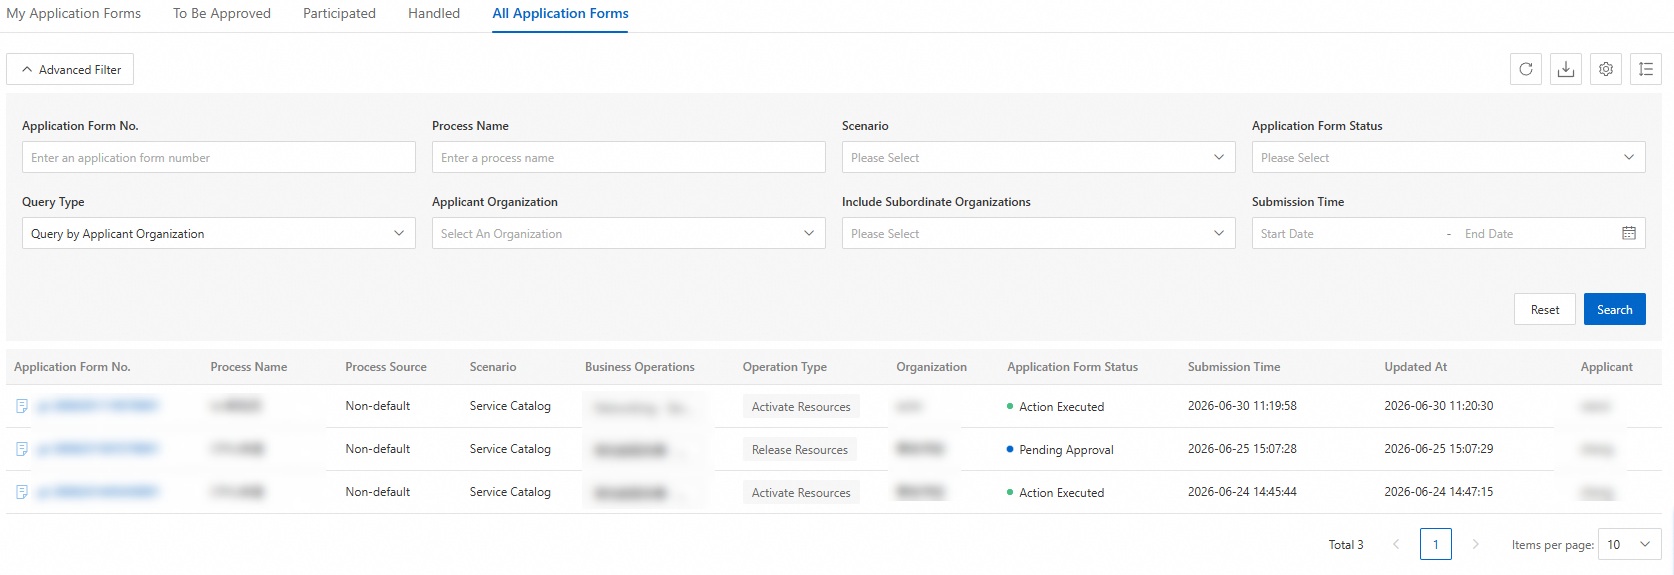 My Application Forms To Be Approved Participated Handled All Application Forms
Advanced Filter
Application Form No. Process Name Scenario Application Form Status
Enter an application form number Enter a process name Please Select Please Select
Query Type Applicant Organization Include Subordinate Organizations Submission Time
Query by Applicant Organization Select An Organization Please Select Start Date - End Date
Reset Search
Application Form No. Process Name Process Source Scenario Business Operations Operation Type Organization Application Form Status Submission Time Updated At Applicant
Non-default Service Catalog Activate Resources Action Executed 2026-06-30 11:19:58 2026-06-30 11:20:30
Non-default Service Catalog Release Resources Pending Approval 2026-06-25 15:07:28 2026-06-25 15:07:29
Non-default Service Catalog Activate Resources Action Executed 2026-06-24 14:45:44 2026-06-24 14:47:15
Total 3 1 Items per page: 10